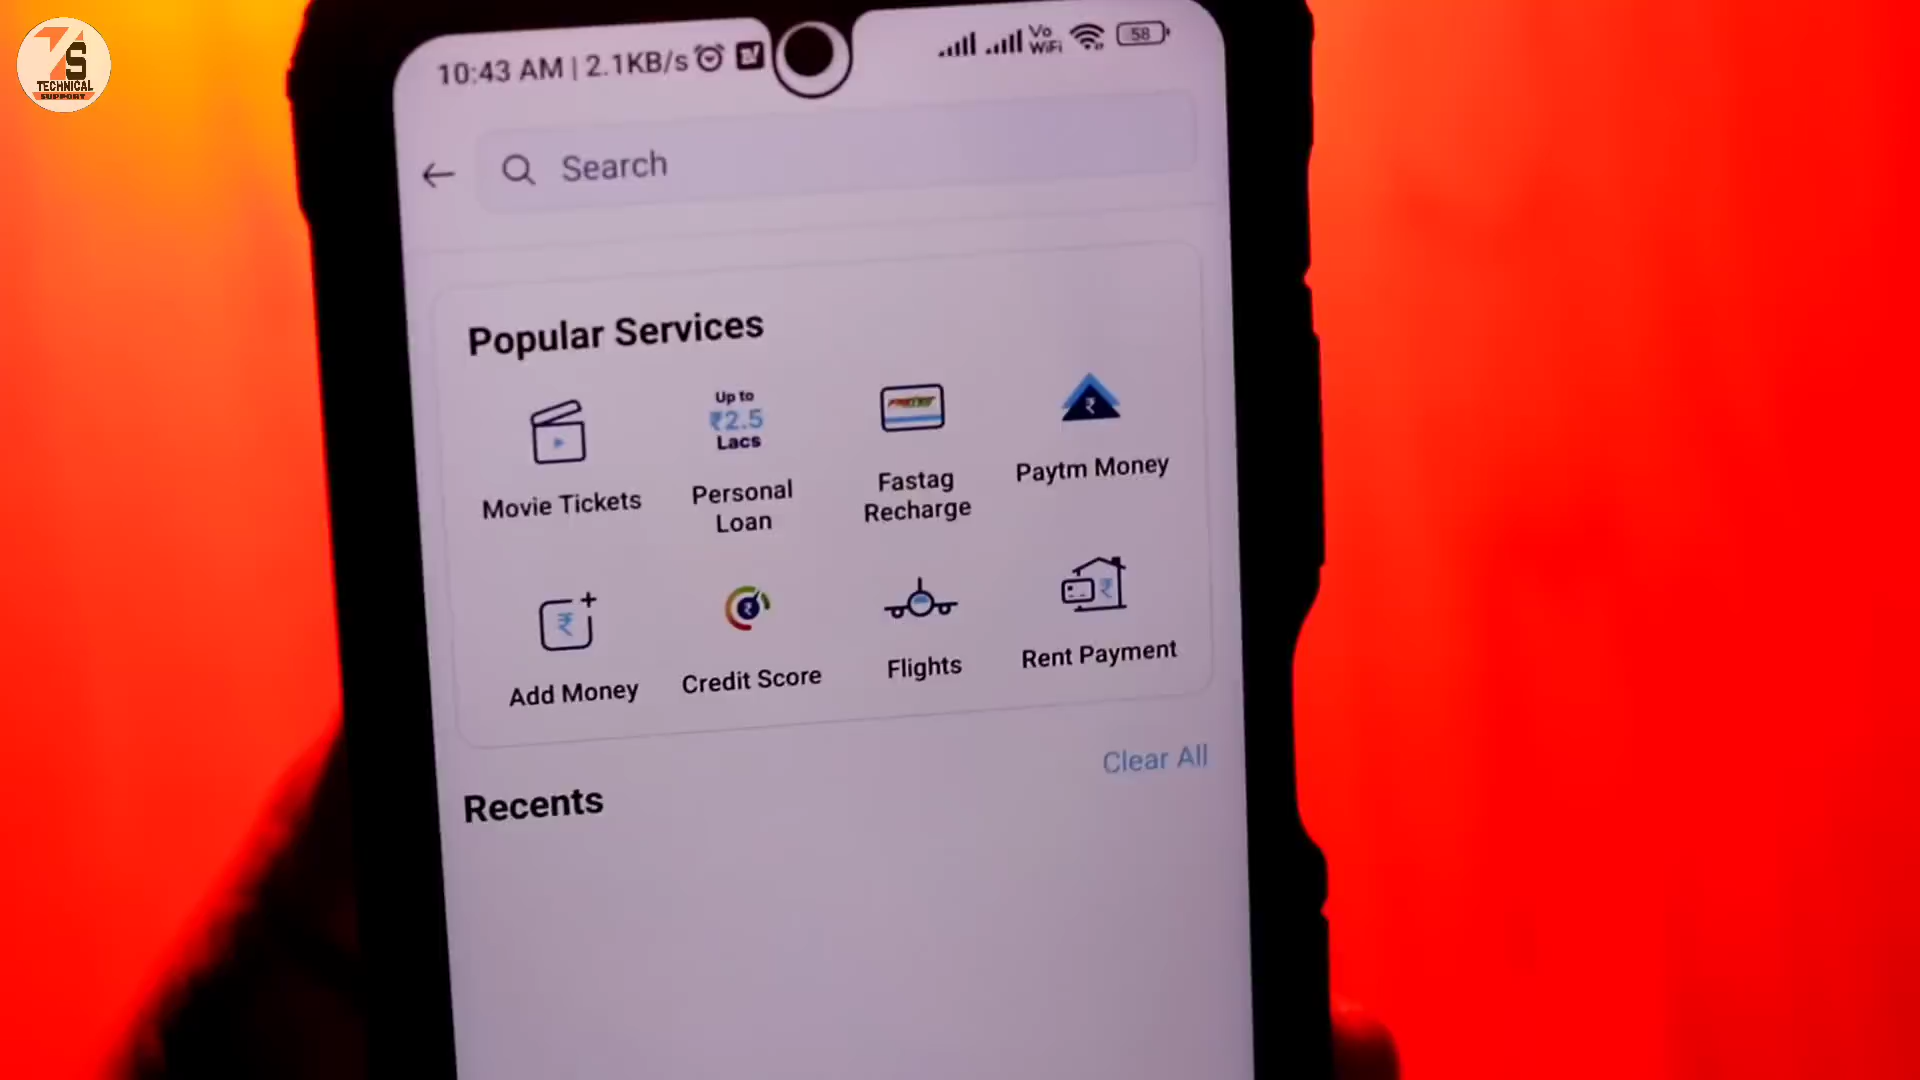 TS
TECHNICAL
SUPPORT
10:43 AM | 2.1KB/s
Vo
WiFi
58
Search
Popular Services
Up to
₹2.5
Lacs
Movie Tickets
Personal
Loan
Fastag
Recharge
Paytm Money
Add Money
Credit Score
Flights
Rent Payment
Clear All
Recents